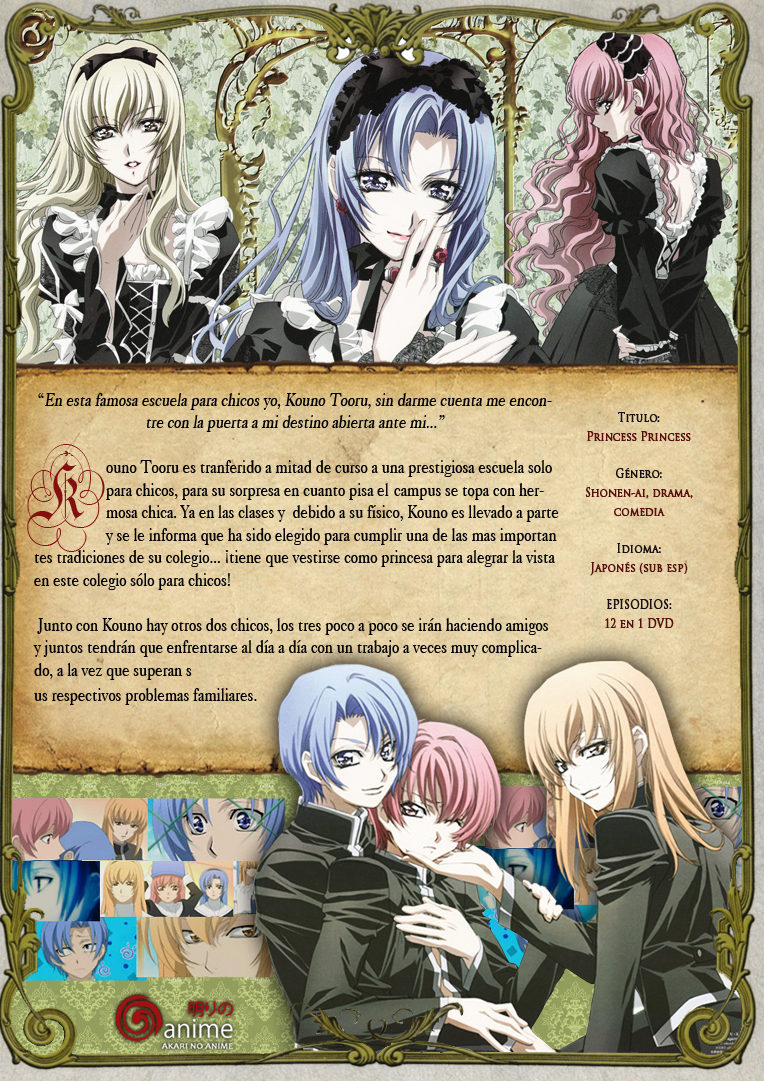 “En esta famosa escuela para chicos yo, Kouno Tooru, sin darme cuenta me encon-
tre con la puerta a mi destino abierta ante mi...”
Kouno Tooru es tranferido a mitad de curso a una prestigiosa escuela solo
para chicos, para su sorpresa en cuanto pisa el campus se topa con her-
mosa chica. Ya en las clases y debido a su físico, Kouno es llevado a parte
y se le informa que ha sido elegido para cumplir una de las mas importan
tes tradiciones de su colegio... ¡tiene que vestirse como princesa para alegrar la vista
en este colegio sólo para chicos!
Junto con Kouno hay otros dos chicos, los tres poco a poco se irán haciendo amigos
y juntos tendrán que enfrentarse al día a día con un trabajo a veces muy complica-
do, a la vez que superan s
us respectivos problemas familiares.
Titulo:
Princess Princess
Género:
Shonen-ai, drama,
comedia
Idioma:
Japonés (sub esp)
EPISODIOS:
12 en 1 DVD
明りの
anime
AKARI NO ANIME